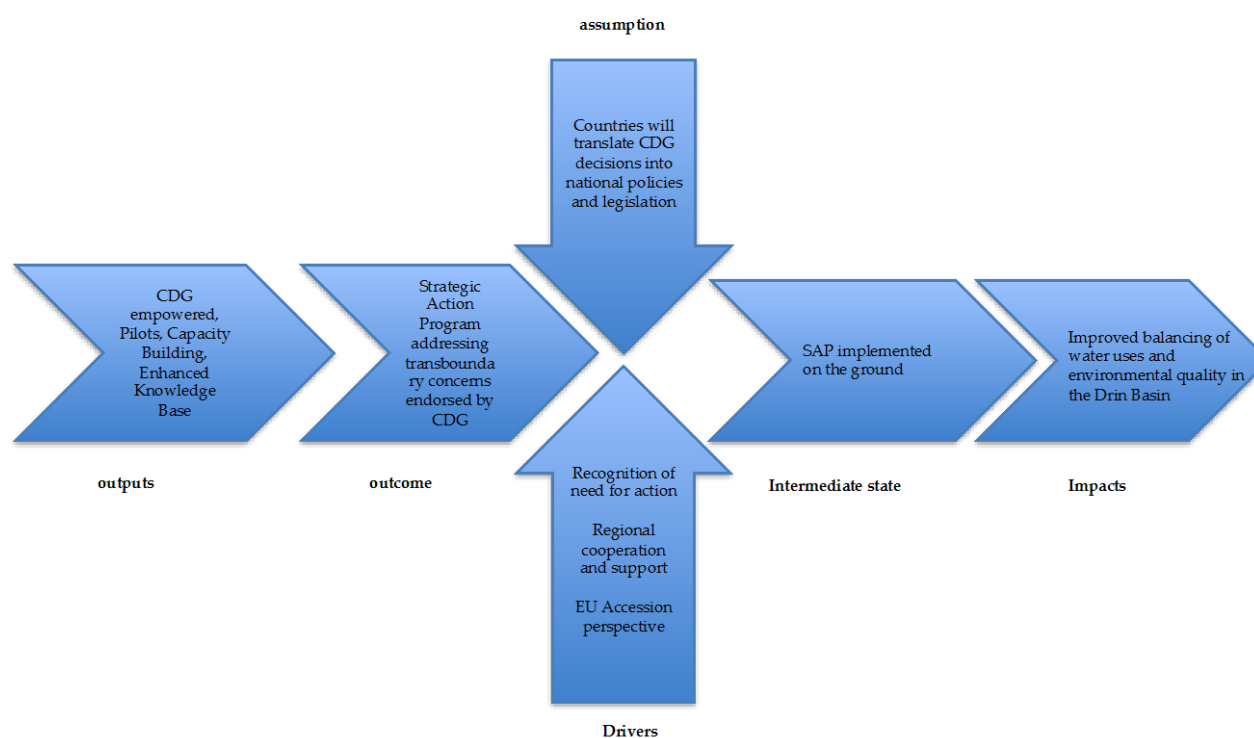 assumption
Countries will
translate CDG
decisions into
national policies
and legislation
CDG
empowered,
Pilots, Capacity
Building,
Enhanced
Knowledge
Base
Strategic
Action
Program
addressing
transbounda
ry concerns
endorsed by
CDG
SAP implemented
on the ground
Improved balancing of
water uses and
environmental quality in
the Drin Basin
outputs
outcome
Recognition of
need for action
Regional
cooperation
and support
EU Accession
perspective
Intermediate state
Impacts
Drivers